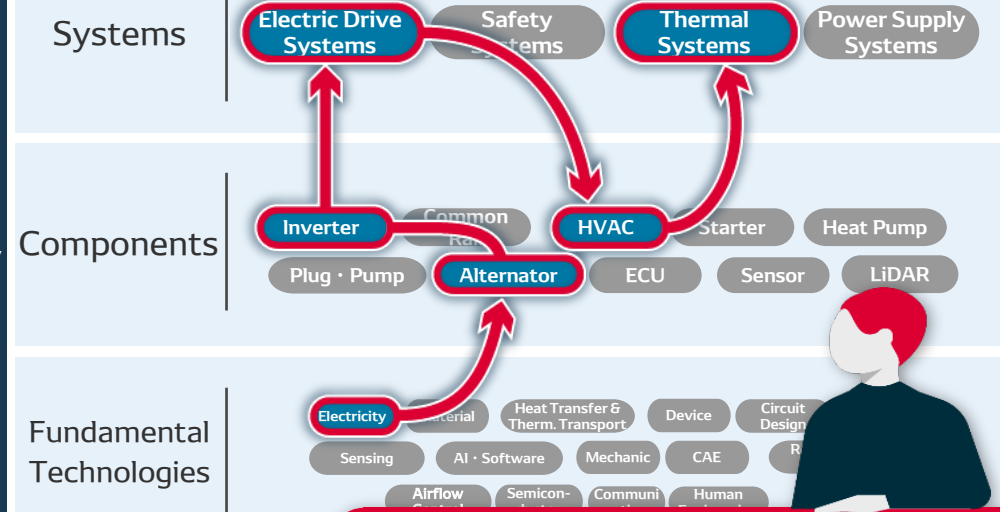 Systems
Electric Drive
Systems
Safety
Thermal
Systems
Power Supply
Systems
Components
Inverter
Common
HVAC
Starter
Heat Pump
Plug・Pump
Alternator
ECU
Sensor
LiDAR
Fundamental
Technologies
Electricity
Heat Transfer &
Therm. Transport
Device
Circuit
Design
Sensing
AI・Software
Mechanic
CAE
Airflow
Semicon-
Communi
Human